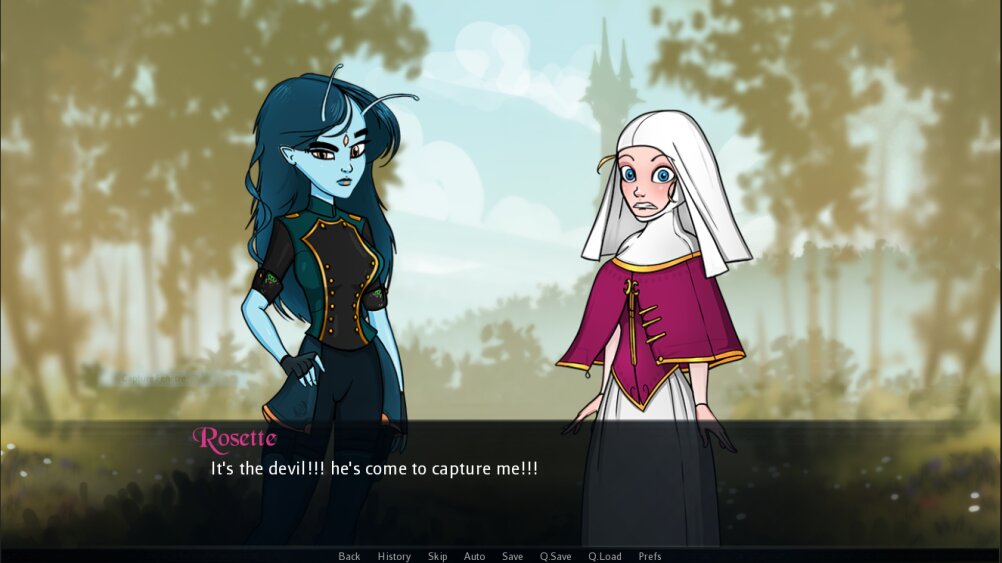 Rosette
It's the devil!!! he's come to capture me!!!
Back History Skip Auto Save Q.Save Q.Load Prefs